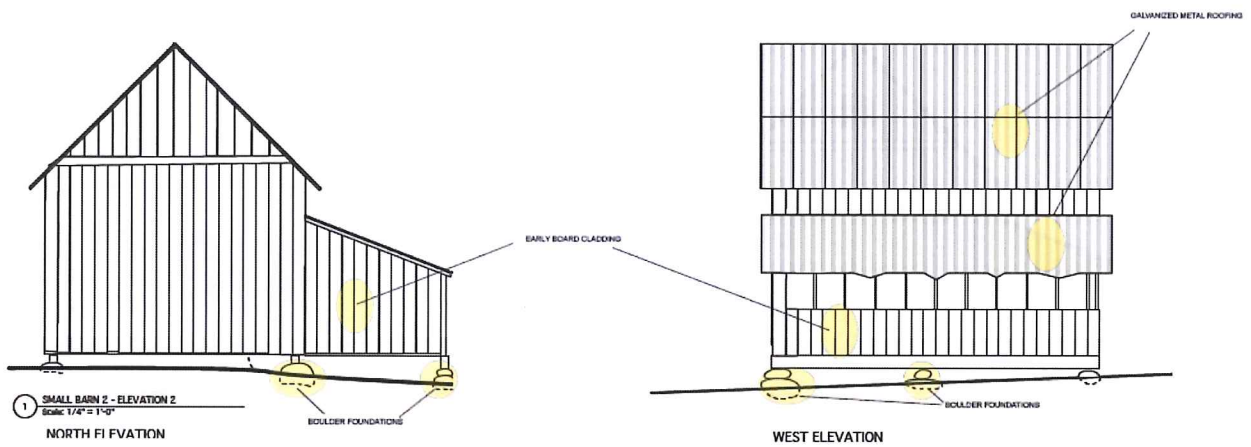 GALVANIZED METAL ROOFING
EARLY BOARD CLADDING
1
SMALL BARN 2 - ELEVATION 2
Scale: 1/4" = 1'-0"
NORTH ELEVATION
BOULDER FOUNDATIONS
BOULDER FOUNDATIONS
WEST ELEVATION